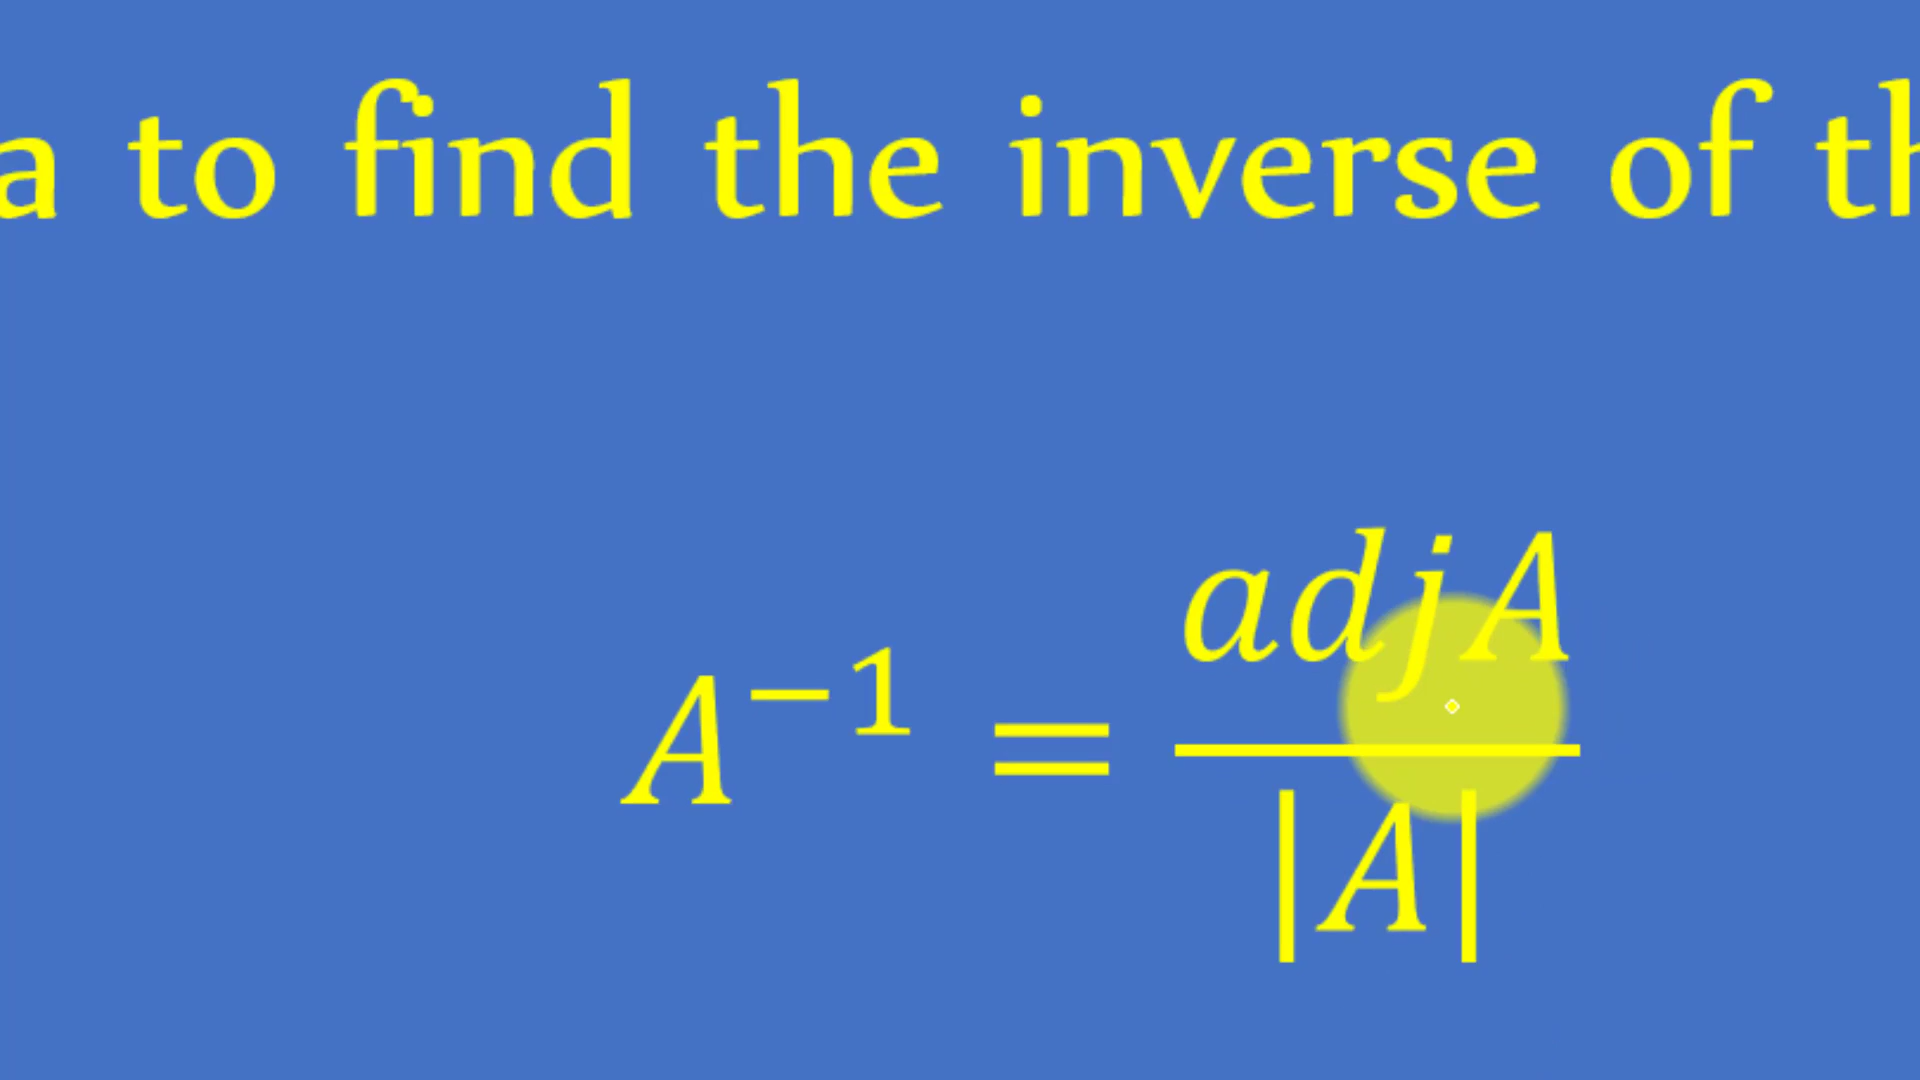 a to find the inverse of th
A⁻¹ = adjA / |A|